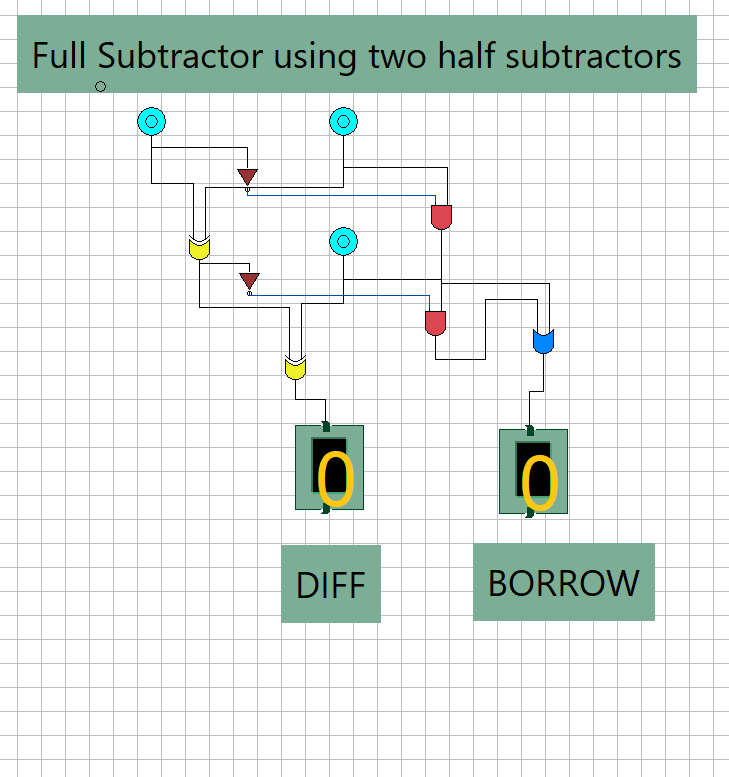 Full Subtractor using two half subtractors
0
0
DIFF
BORROW